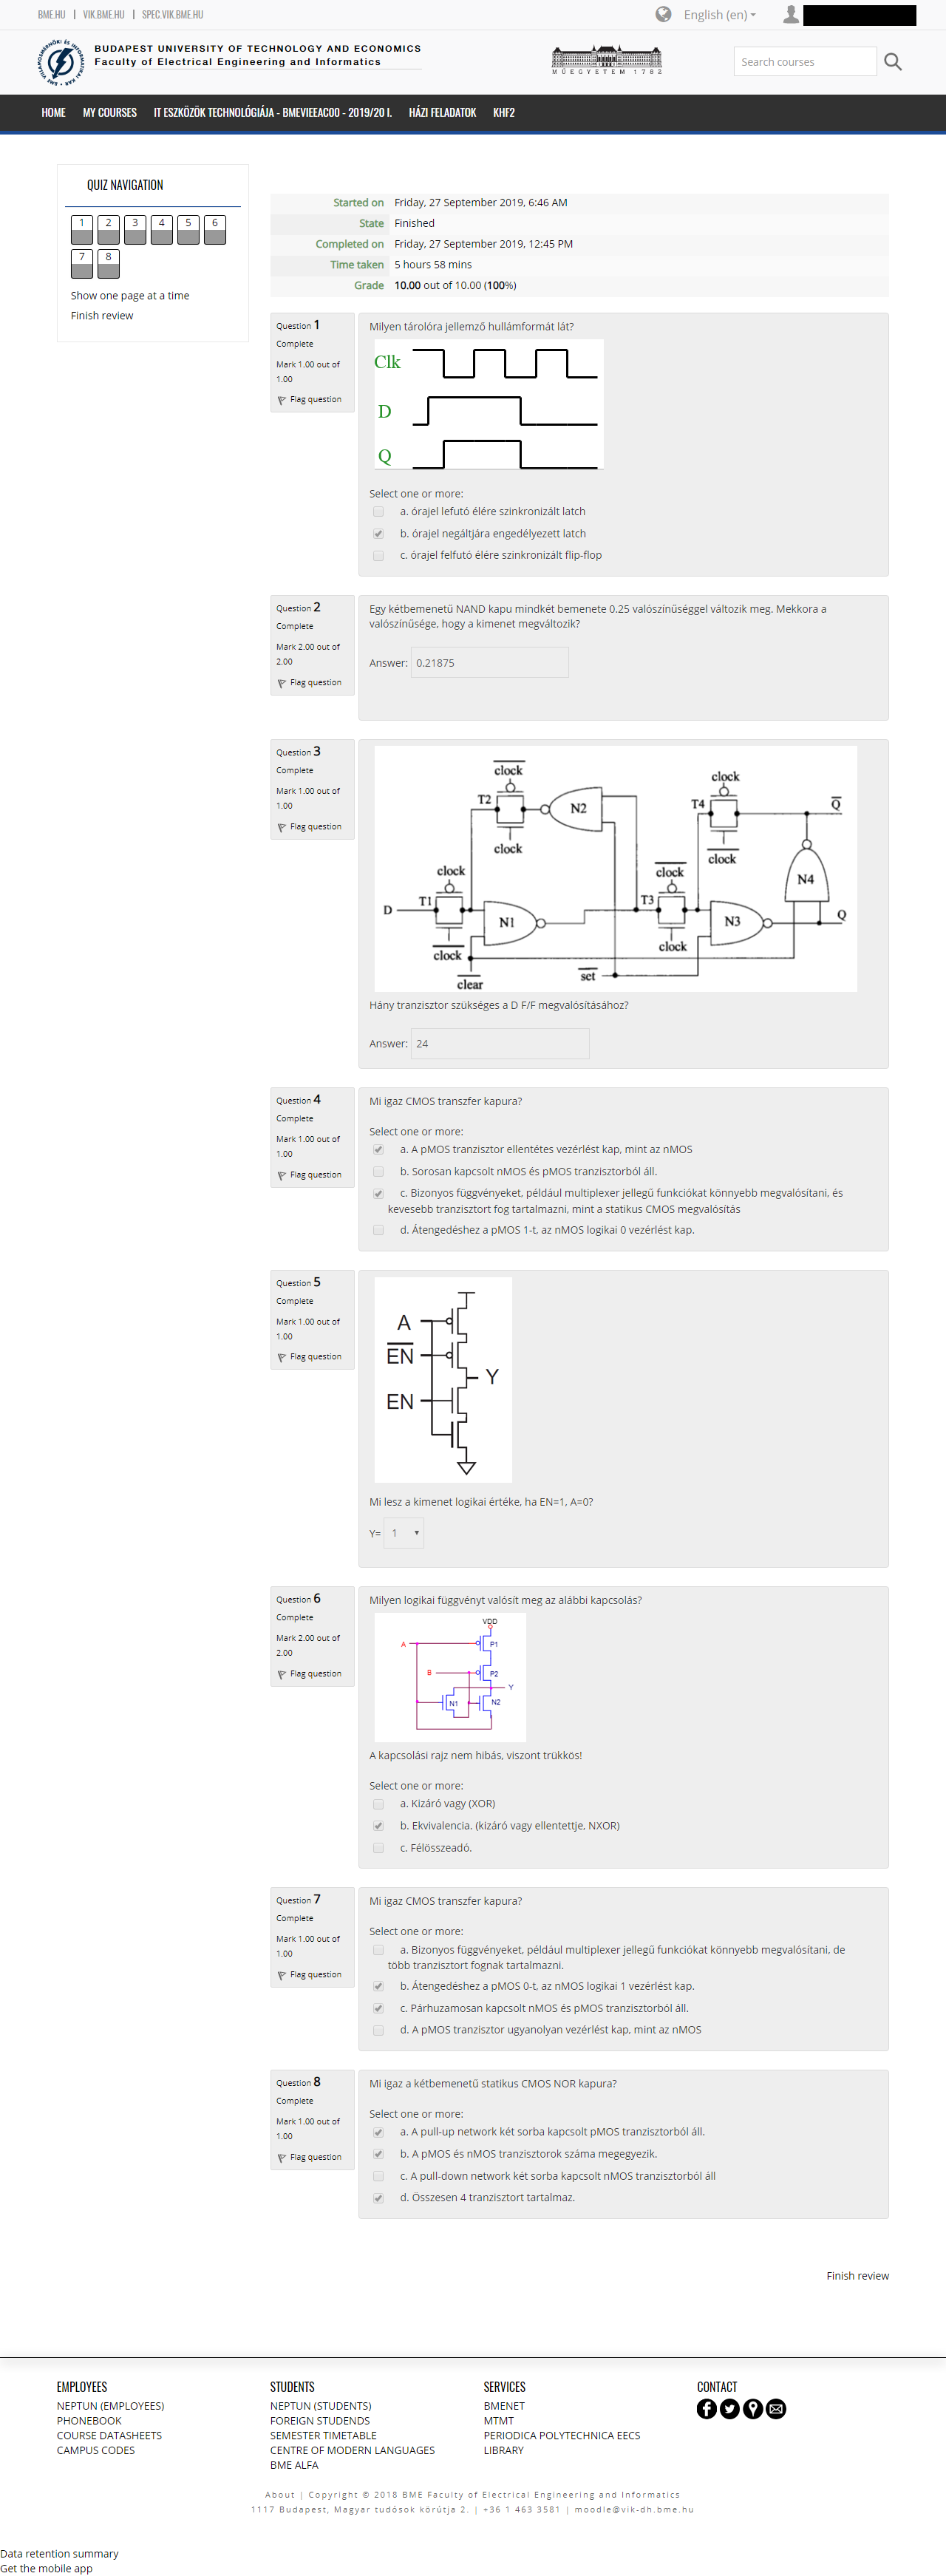 BME.HU | VIK.BME.HU | SPEC.VIK.BME.HU
English (en)
BUDAPEST UNIVERSITY OF TECHNOLOGY AND ECONOMICS
Faculty of Electrical Engineering and Informatics
MŰEGYETEM 1782
Search courses
HOME MY COURSES IT ESZKÖZÖK TECHNOLÓGIÁJA - BMEVIEEAC00 - 2019/20 I. HÁZI FELADATOK KHF2
QUIZ NAVIGATION
1 2 3 4 5 6
7 8
Show one page at a time
Finish review
Started on Friday, 27 September 2019, 6:46 AM
State Finished
Completed on Friday, 27 September 2019, 12:45 PM
Time taken 5 hours 58 mins
Grade 10.00 out of 10.00 (100%)
Question 1
Complete
Mark 1.00 out of
1.00
Flag question
Milyen tárolóra jellemző hullámformát lát?
Clk
D
Q
Select one or more:
a. órajel lefutó élére szinkronizált latch
b. órajel negáltjára engedélyezett latch
c. órajel felfutó élére szinkronizált flip-flop
Question 2
Complete
Mark 2.00 out of
2.00
Flag question
Egy kétbemenetű NAND kapu mindkét bemenete 0.25 valószínűséggel változik meg. Mekkora a
valószínűsége, hogy a kimenet megváltozik?
Answer: 0.21875
Question 3
Complete
Mark 1.00 out of
1.00
Flag question
clock
T2
N2
clock
clock
T4
Q
clock
N4
clock
D
T1
N1
clock
T3
clock
N3
Q
clock
clear
set
Hány tranzisztor szükséges a D F/F megvalósításához?
Answer: 24
Question 4
Complete
Mark 1.00 out of
1.00
Flag question
Mi igaz CMOS transzfer kapura?
Select one or more:
a. A pMOS tranzisztor ellentétes vezérlést kap, mint az nMOS
b. Sorosan kapcsolt nMOS és pMOS tranzisztorból áll.
c. Bizonyos függvényeket, például multiplexer jellegű funkciókat könnyebb megvalósítani, és
kevesebb tranzisztort fog tartalmazni, mint a statikus CMOS megvalósítás
d. Átengedéshez a pMOS 1-t, az nMOS logikai 0 vezérlést kap.
Question 5
Complete
Mark 1.00 out of
1.00
Flag question
A
EN
Y
EN
Mi lesz a kimenet logikai értéke, ha EN=1, A=0?
Y= 1
Question 6
Complete
Mark 2.00 out of
2.00
Flag question
Milyen logikai függvényt valósít meg az alábbi kapcsolás?
VDD
A
P1
B
P2
Y
N1
N2
A kapcsolási rajz nem hibás, viszont trükkös!
Select one or more:
a. Kizáró vagy (XOR)
b. Ekvivalencia. (kizáró vagy ellentettje, NXOR)
c. Félösszeadó.
Question 7
Complete
Mark 1.00 out of
1.00
Flag question
Mi igaz CMOS transzfer kapura?
Select one or more:
a. Bizonyos függvényeket, például multiplexer jellegű funkciókat könnyebb megvalósítani, de
több tranzisztort fognak tartalmazni.
b. Átengedéshez a pMOS 0-t, az nMOS logikai 1 vezérlést kap.
c. Párhuzamosan kapcsolt nMOS és pMOS tranzisztorból áll.
d. A pMOS tranzisztor ugyanolyan vezérlést kap, mint az nMOS
Question 8
Complete
Mark 1.00 out of
1.00
Flag question
Mi igaz a kétbemenetű statikus CMOS NOR kapura?
Select one or more:
a. A pull-up network két sorba kapcsolt pMOS tranzisztorból áll.
b. A pMOS és nMOS tranzisztorok száma megegyezik.
c. A pull-down network két sorba kapcsolt nMOS tranzisztorból áll
d. Összesen 4 tranzisztort tartalmaz.
Finish review
EMPLOYEES
NEPTUN (EMPLOYEES)
PHONEBOOK
COURSE DATASHEETS
CAMPUS CODES
STUDENTS
NEPTUN (STUDENTS)
FOREIGN STUDENDS
SEMESTER TIMETABLE
CENTRE OF MODERN LANGUAGES
BME ALFA
SERVICES
BMENET
MTMT
PERIODICA POLYTECHNICA EECS
LIBRARY
CONTACT
About | Copyright © 2018 BME Faculty of Electrical Engineering and Informatics
1117 Budapest, Magyar tudósok körútja 2. | +36 1 463 3581 | moodle@vik-dh.bme.hu
Data retention summary
Get the mobile app